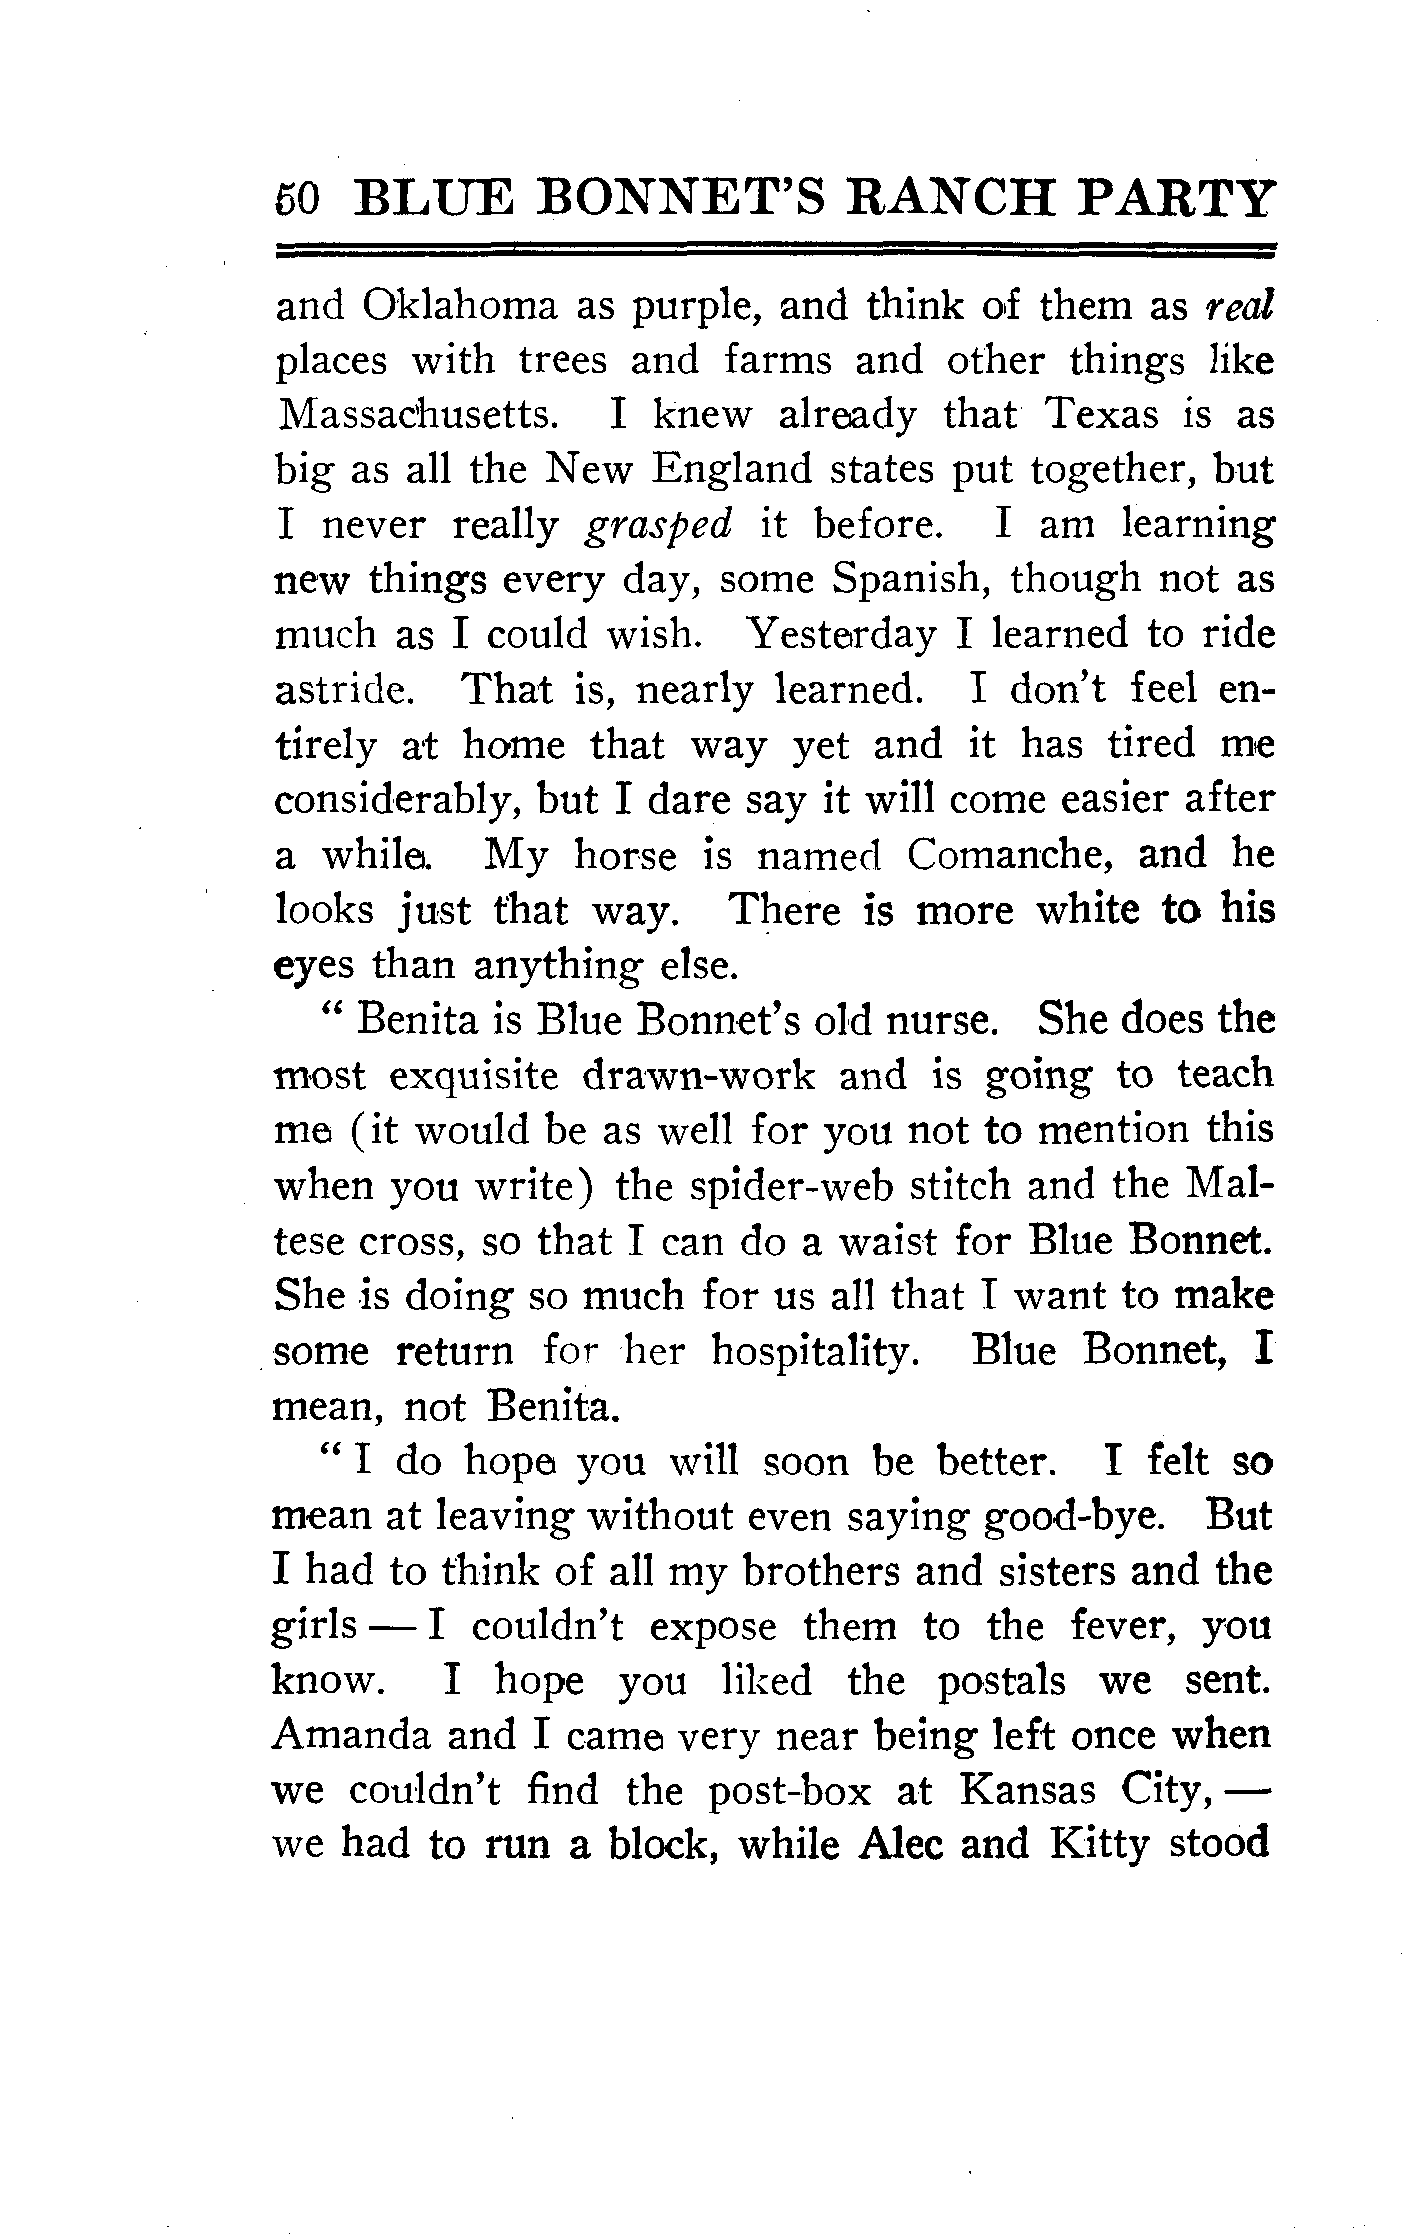 50 BLUE BONNET'S RANCH PARTY
and Oklahoma as purple, and think of them as real
places with trees and farms and other things like
Massachusetts. I knew already that Texas is as
big as all the New England states put together, but
I never really grasped it before. I am learning
new things every day, some Spanish, though not as
much as I could wish. Yesterday I learned to ride
astride. That is, nearly learned. I don't feel en-
tirely at home that way yet and it has tired me
considerably, but I dare say it will come easier after
a while. My horse is named Comanche, and he
looks just that way. There is more white to his
eyes than anything else.
" Benita is Blue Bonnet's old nurse. She does the
most exquisite drawn-work and is going to teach
me (it would be as well for you not to mention this
when you write) the spider-web stitch and the Mal-
tese cross, so that I can do a waist for Blue Bonnet.
She is doing so much for us all that I want to make
some return for her hospitality. Blue Bonnet, I
mean, not Benita.
" I do hope you will soon be better. I felt so
mean at leaving without even saying good-bye. But
I had to think of all my brothers and sisters and the
girls — I couldn't expose them to the fever, you
know. I hope you liked the postals we sent.
Amanda and I came very near being left once when
we couldn't find the post-box at Kansas City, —
we had to run a block, while Alec and Kitty stood